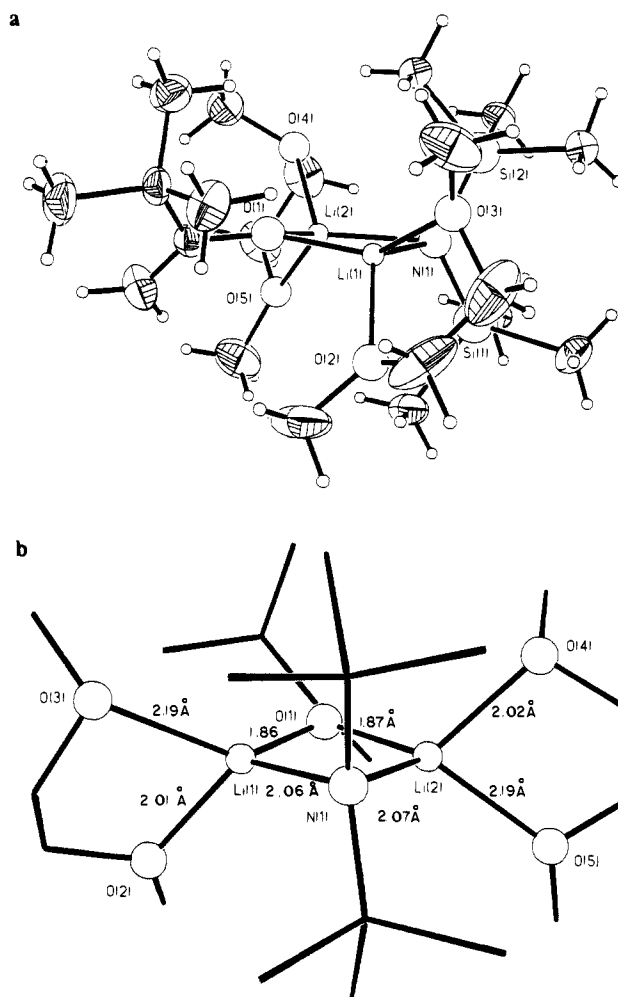 a
O(4)
Si(2)
O(1)
Li(2)
O(3)
Li(1)
N(1)
O(5)
O(2)
Si(1)
b
O(3)
O(4)
O(1)
2.19Å
1.86
1.87Å
2.02Å
Li(1)
2.06 Å
Li(2)
2.01 Å
N(1)
2.07Å
2.19Å
O(2)
O(5)